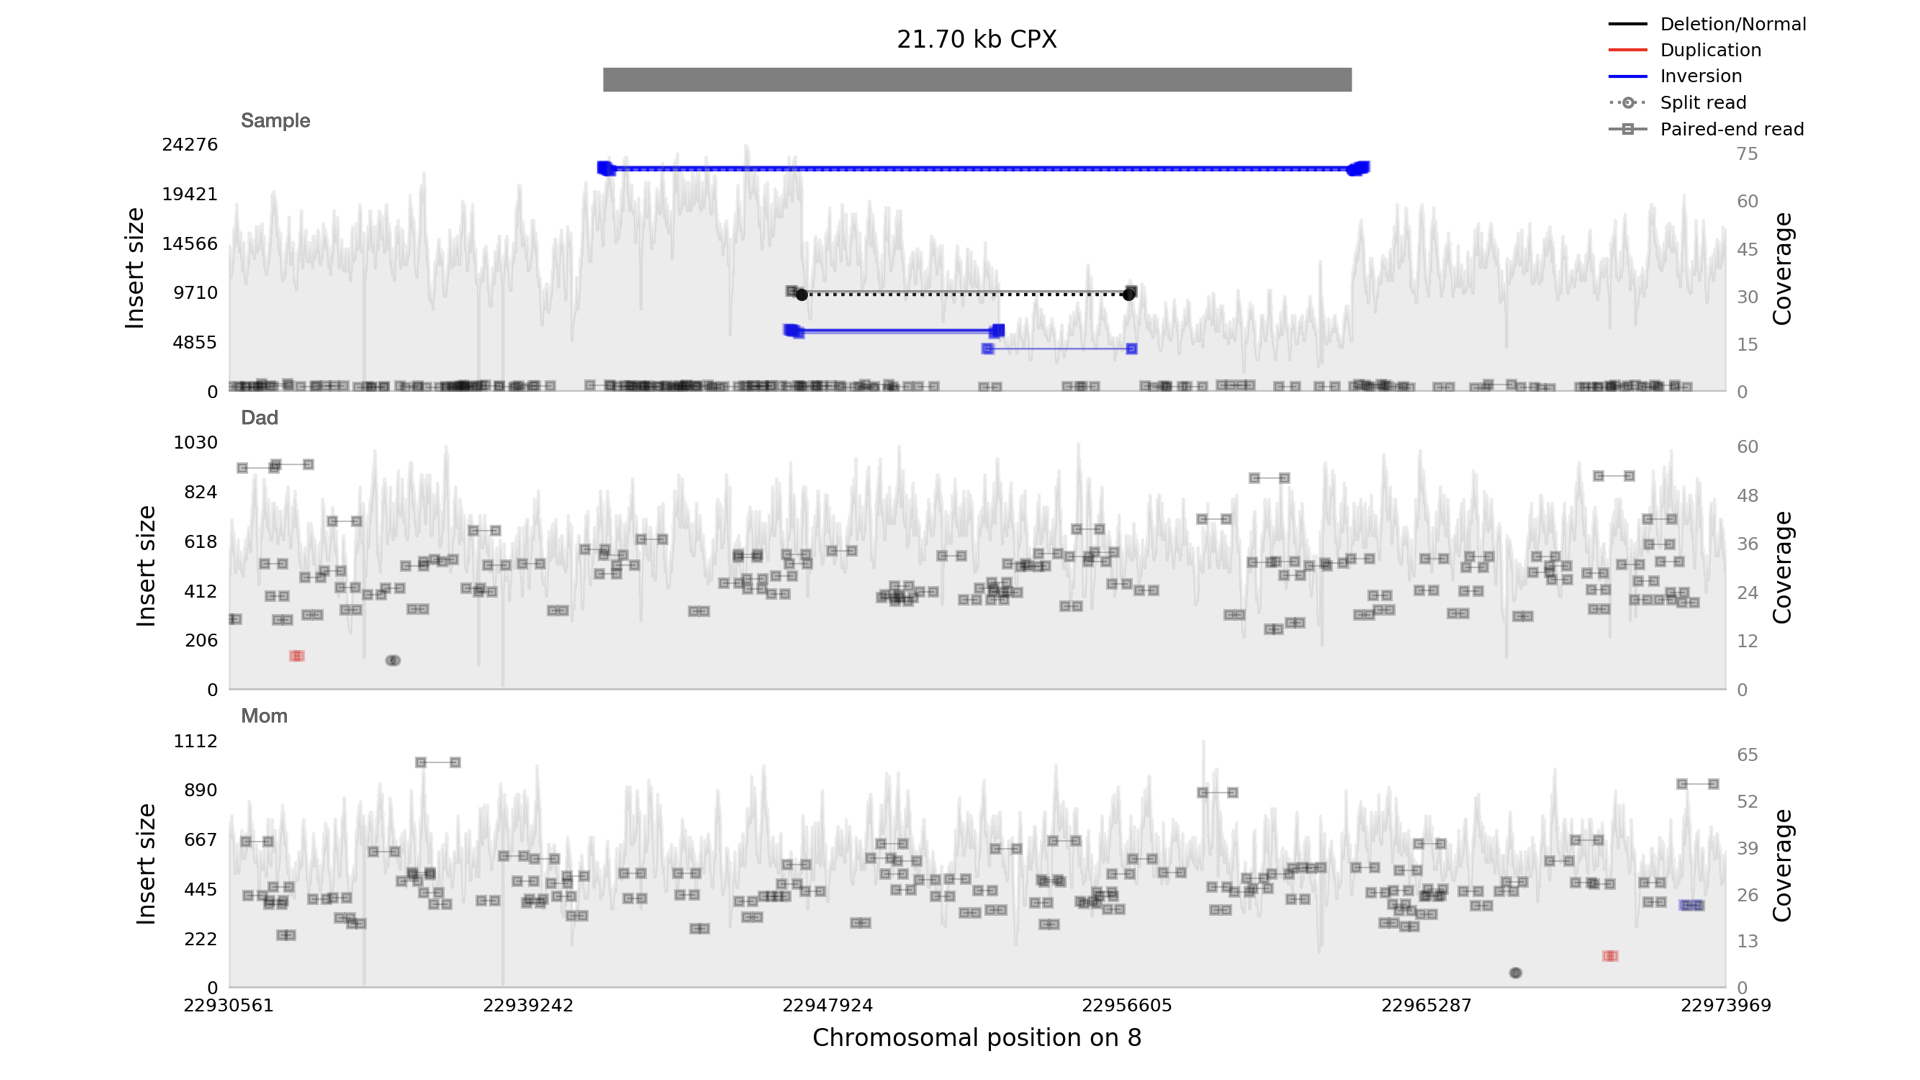 21.70 kb CPX
Deletion/Normal
Duplication
Inversion
Split read
Paired-end read
Sample
24276
19421
14566
9710
4855
0
Insert size
75
60
45
30
15
0
Coverage
Dad
1030
824
618
412
206
0
Insert size
60
48
36
24
12
0
Coverage
Mom
1112
890
667
445
222
0
Insert size
65
52
39
26
13
0
Coverage
22930561 22939242 22947924 22956605 22965287 22973969
Chromosomal position on 8